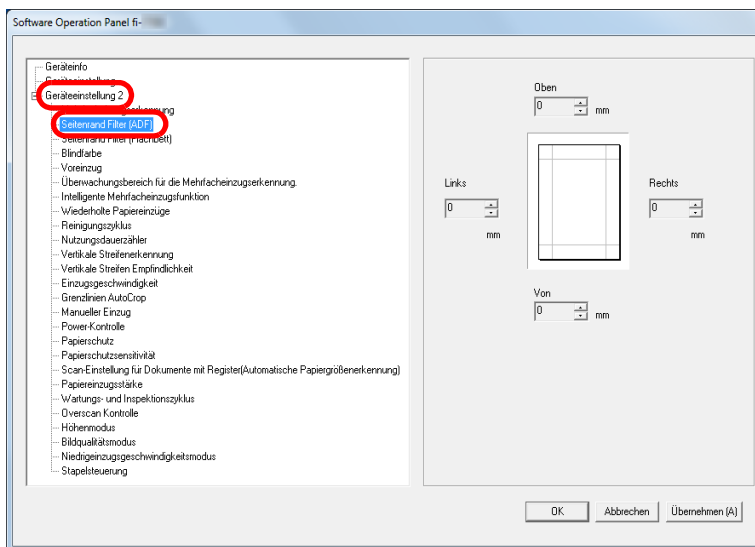 Software Operation Panel fi-
Geräteinfo
Geräteeinstellung 2
Seitenrand Filter (ADF)
Seitenrand Filter (Flachbett)
Blindfarbe
Voreinzug
Überwachungsbereich für die Mehrfacheinzugserkennung.
Intelligente Mehrfacheinzugsfunktion
Wiederholte Papiereinzüge
Reinigungszyklus
Nutzungsdauerzähler
Vertikale Streifenerkennung
Vertikale Streifen Empfindlichkeit
Einzugsgeschwindigkeit
Grenzlinien AutoCrop
Manueller Einzug
Power-Kontrolle
Papierschutz
Papierschutzsensitivität
Scan-Einstellung für Dokumente mit Register(Automatische Papiergrößenerkennung)
Papiereinzugsstärke
Wartungs- und Inspektionszyklus
Overscan Kontrolle
Höhenmodus
Bildqualitätsmodus
Niedrigeinzugsgeschwindigkeitsmodus
Stapelsteuerung
Oben
0 mm
Links
0
mm
Rechts
0
mm
Von
0 mm
OK Abbrechen Übernehmen (A)